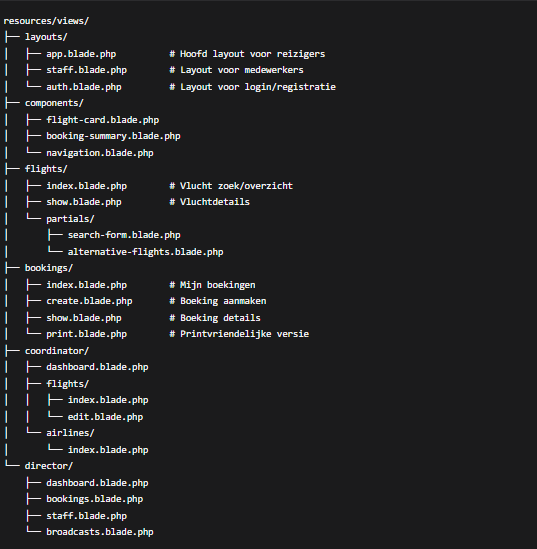 resources/views/
├── layouts/
│   ├── app.blade.php          # Hoofd layout voor reizigers
│   ├── staff.blade.php        # Layout voor medewerkers
│   └── auth.blade.php         # Layout voor login/registratie
├── components/
│   ├── flight-card.blade.php
│   ├── booking-summary.blade.php
│   └── navigation.blade.php
├── flights/
│   ├── index.blade.php        # Vlucht zoek/overzicht
│   ├── show.blade.php         # Vluchtdetails
│   └── partials/
│       ├── search-form.blade.php
│       └── alternative-flights.blade.php
├── bookings/
│   ├── index.blade.php        # Mijn boekingen
│   ├── create.blade.php       # Boeking aanmaken
│   ├── show.blade.php         # Boeking details
│   └── print.blade.php        # Printvriendelijke versie
├── coordinator/
│   ├── dashboard.blade.php
│   ├── flights/
│   │   ├── index.blade.php
│   │   └── edit.blade.php
│   └── airlines/
│       └── index.blade.php
└── director/
    ├── dashboard.blade.php
    ├── bookings.blade.php
    ├── staff.blade.php
    └── broadcasts.blade.php